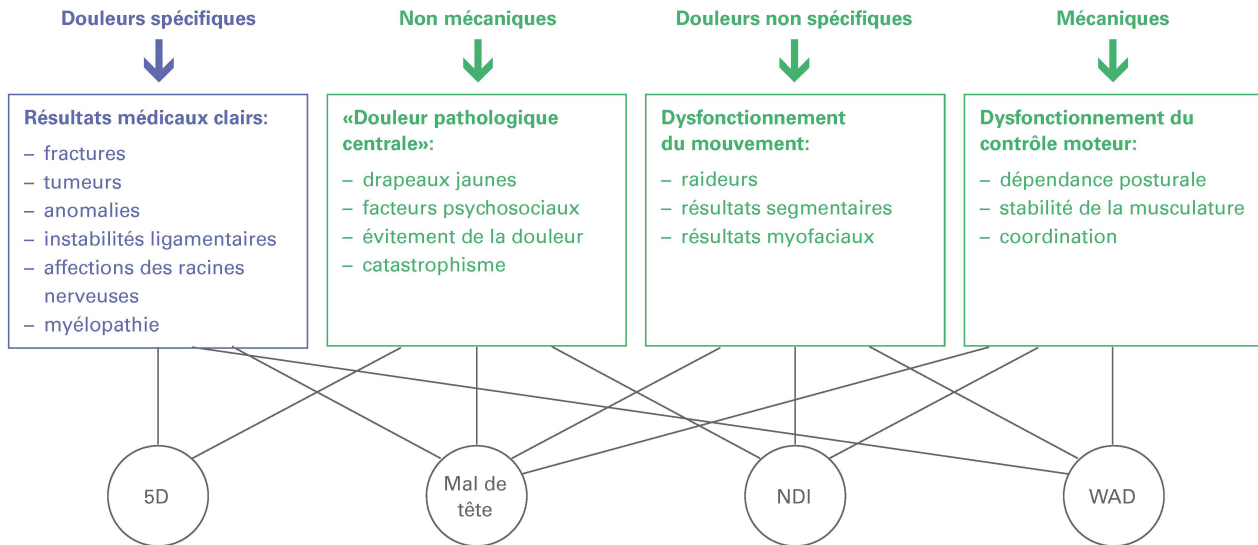 Douleurs spécifiques
Non mécaniques
Douleurs non spécifiques
Mécaniques
Résultats médicaux clairs:
– fractures
– tumeurs
– anomalies
– instabilités ligamentaires
– affections des racines
nerveuses
– myélopathie
«Douleur pathologique
centrale»:
– drapeaux jaunes
– facteurs psychosociaux
– évitement de la douleur
– catastrophisme
Dysfonctionnement
du mouvement:
– raideurs
– résultats segmentaires
– résultats myofaciaux
Dysfonctionnement du
contrôle moteur:
– dépendance posturale
– stabilité de la musculature
– coordination
5D
Mal de
tête
NDI
WAD